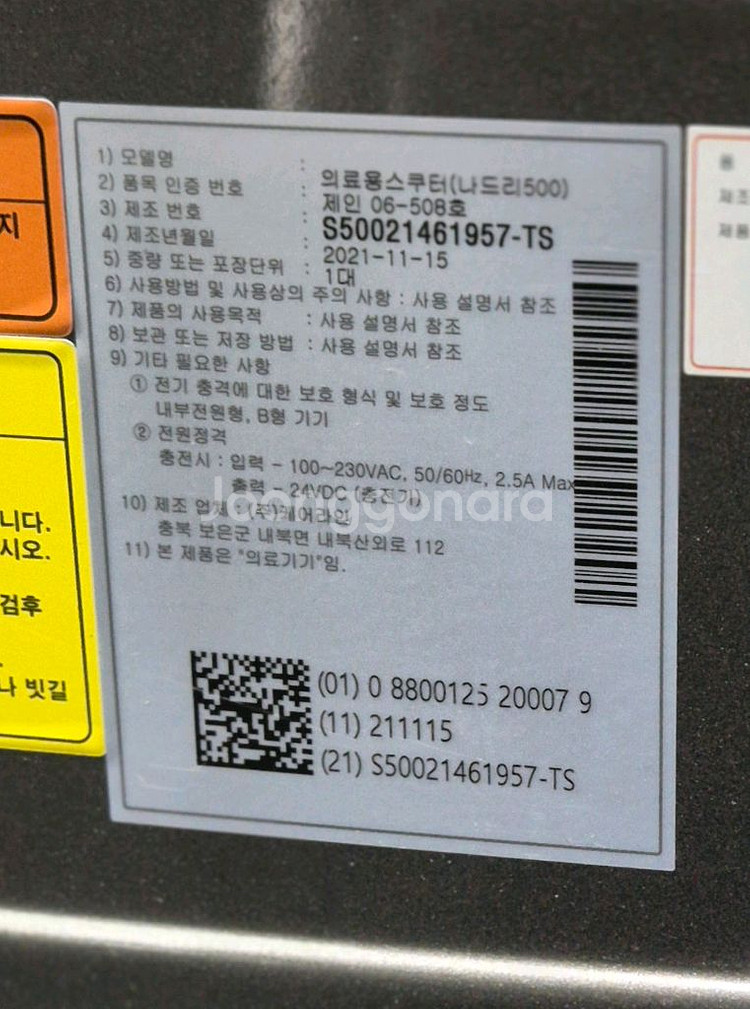 1) 모델명 : 의료용스쿠터(나드리500)
2) 품목 인증 번호 : 제인 06-508호
3) 제조 번호 : S50021461957-TS
4) 제조년월일 : 2021-11-15
5) 중량 또는 포장단위 : 1대
6) 사용방법 및 사용상의 주의 사항 : 사용 설명서 참조
7) 제품의 사용목적 : 사용 설명서 참조
8) 보관 또는 저장 방법 : 사용 설명서 참조
9) 기타 필요한 사항
① 전기 충격에 대한 보호 형식 및 보호 정도
내부전원형, B형 기기
② 전원정격
충전시 : 입력 - 100~230VAC, 50/60Hz, 2.5A Max
출력 - 24VDC (충전기)
10) 제조 업체 : (주)케어라인
충북 보은군 내북면 내북산외로 112
11) 본 제품은 "의료기기"임.
(01) 0 8800125 20007 9
(11) 211115
(21) S50021461957-TS
joonggonara
지
니다.
시오.
검후
나 빗길
품
제조
제품